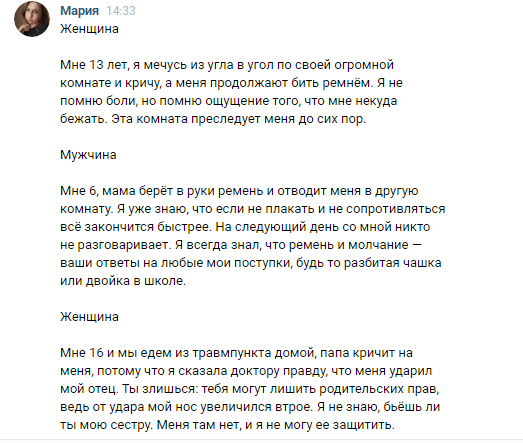 Мария 14:33
Женщина
Мне 13 лет, я мечусь из угла в угол по своей огромной
комнате и кричу, а меня продолжают бить ремнём. Я не
помню боли, но помню ощущение того, что мне некуда
бежать. Эта комната преследует меня до сих пор.
Мужчина
Мне 6, мама берёт в руки ремень и отводит меня в другую
комнату. Я уже знаю, что если не плакать и не сопротивляться
всё закончится быстрее. На следующий день со мной никто
не разговаривает. Я всегда знал, что ремень и молчание —
ваши ответы на любые мои поступки, будь то разбитая чашка
или двойка в школе.
Женщина
Мне 16 и мы едем из травмпункта домой, папа кричит на
меня, потому что я сказала доктору правду, что меня ударил
мой отец. Ты злишься: тебя могут лишить родительских прав,
ведь от удара мой нос увеличился втрое. Я не знаю, бьёшь ли
ты мою сестру. Меня там нет, и я не могу ее защитить.